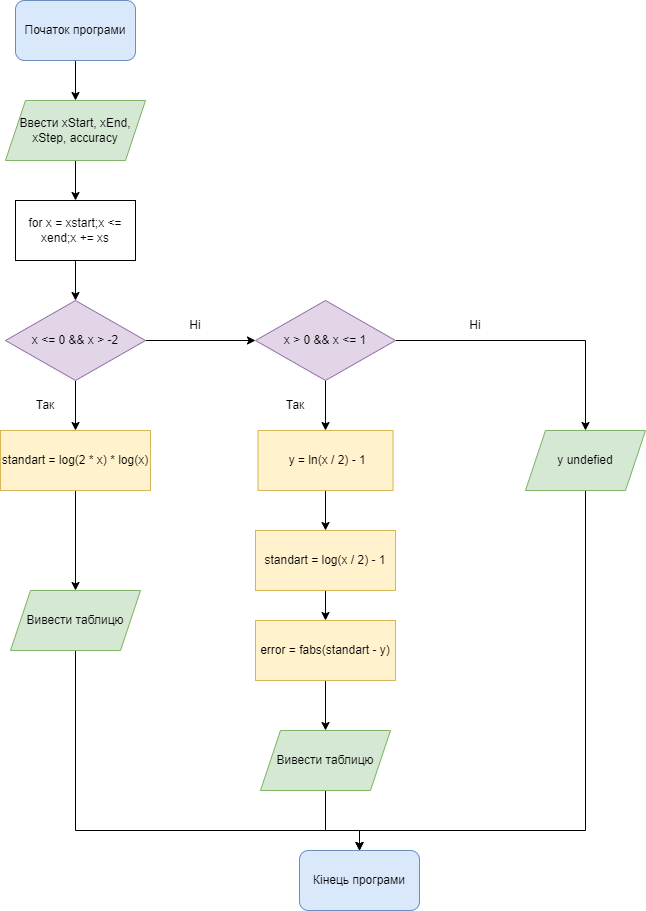 Початок програми
Ввести xStart, xEnd,
xStep, accuracy
for x = xstart;x <=
xend;x += xs
x <= 0 && x > -2
Ні
x > 0 && x <= 1
Ні
Так
Так
standart = log(2 * x) * log(x)
y = ln(x / 2) - 1
y undefied
standart = log(x / 2) - 1
Вивести таблицю
error = fabs(standart - y)
Вивести таблицю
Кінець програми